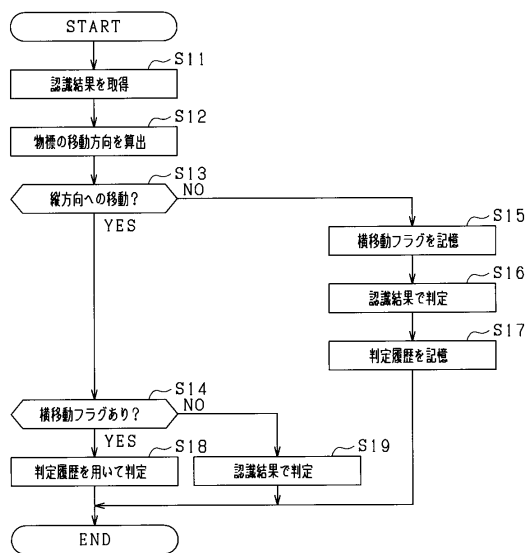 START
S11
認識結果を取得
S12
物標の移動方向を算出
S13
縦方向への移動?
NO
YES
S15
横移動フラグを記憶
S16
認識結果で判定
S17
判定履歴を記憶
S14
横移動フラグあり?
NO
YES
S18
判定履歴を用いて判定
S19
認識結果で判定
END